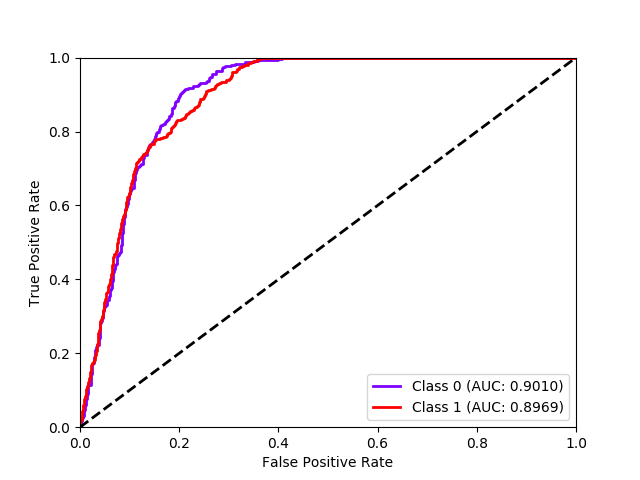 1.0
0.8
0.6
0.4
0.2
0.0
True Positive Rate
Class 0 (AUC: 0.9010)
Class 1 (AUC: 0.8969)
0.0 0.2 0.4 0.6 0.8 1.0
False Positive Rate